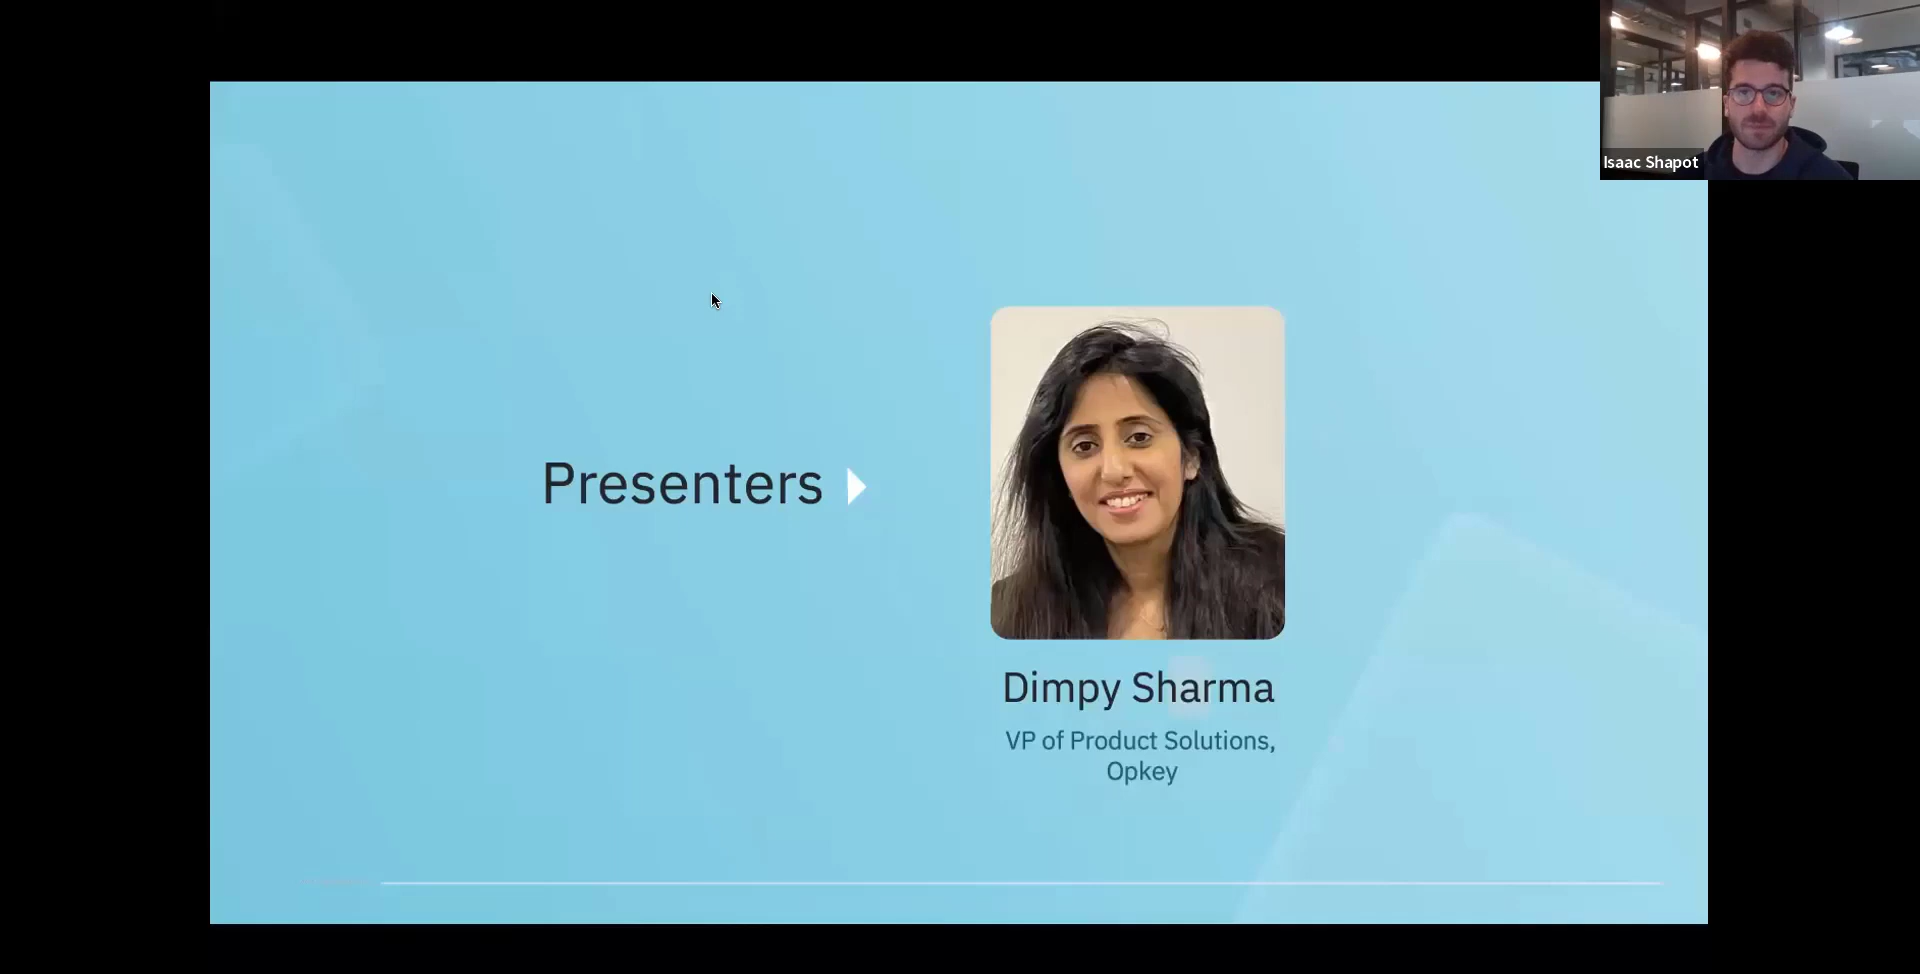 Isaac Shapot
Presenters
Dimpy Sharma
VP of Product Solutions,
Opkey